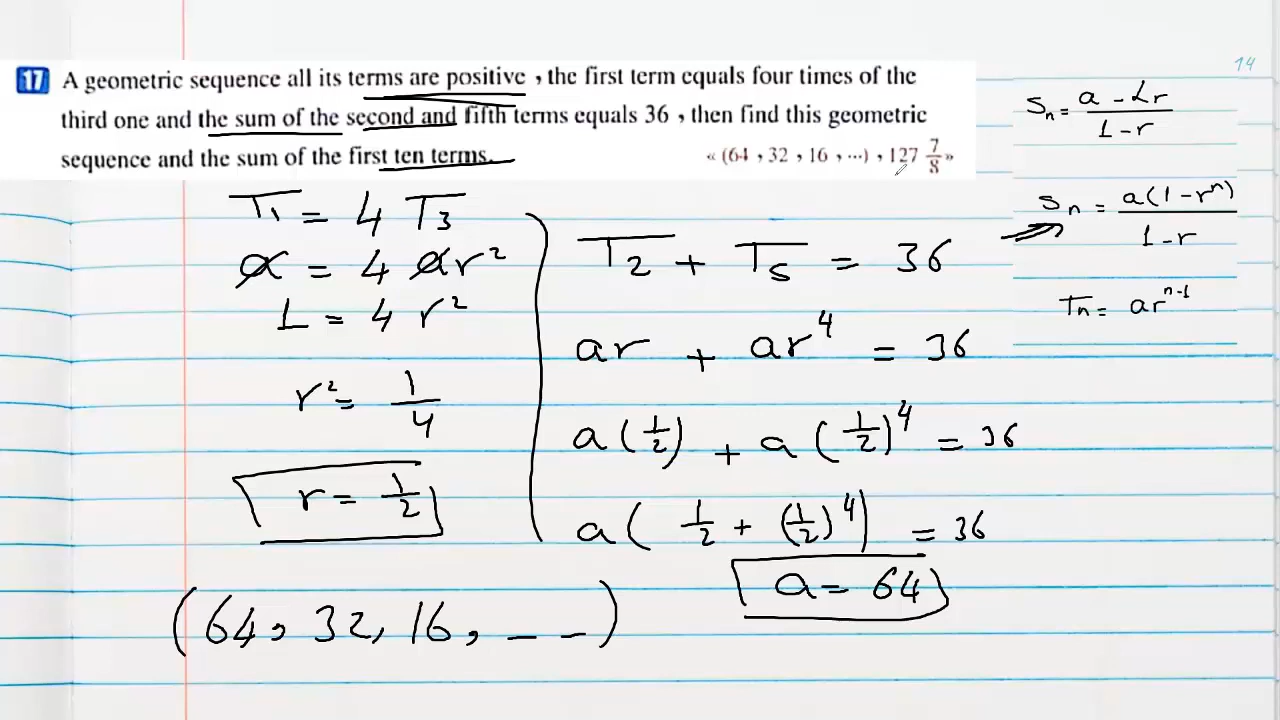 14
17 A geometric sequence all its terms are positive , the first term equals four times of the
third one and the sum of the second and fifth terms equals 36 , then find this geometric
sequence and the sum of the first ten terms.
« (64 , 32 , 16 , ...) , 127 7/8 »
Sn = (a - Lr)/(1 - r)
Sn = a(1 - rⁿ)/(1 - r)
Tn = arⁿ⁻¹
T₁ = 4 T₃
a = 4 a r²
1 = 4 r²
r² = 1/4
r = 1/2
T₂ + T₅ = 36
ar + ar⁴ = 36
a(1/2) + a(1/2)⁴ = 36
a(1/2 + (1/2)⁴) = 36
a = 64
(64, 32, 16, _ _)